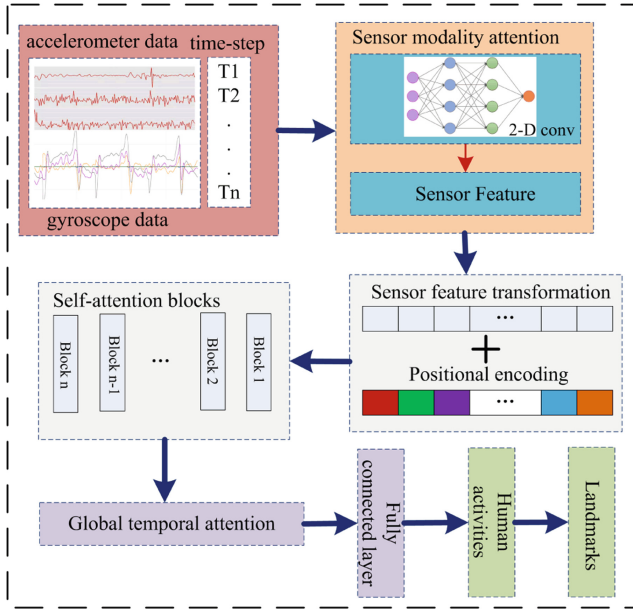 accelerometer data
time-step
T1
T2
.
.
.
Tn
gyroscope data
Sensor modality attention
2-D conv
Sensor Feature
Sensor feature transformation
...
+
Positional encoding
...
Self-attention blocks
Block n
Block n-1
...
Block 2
Block 1
Global temporal attention
Fully
connected layer
Human
activities
Landmarks